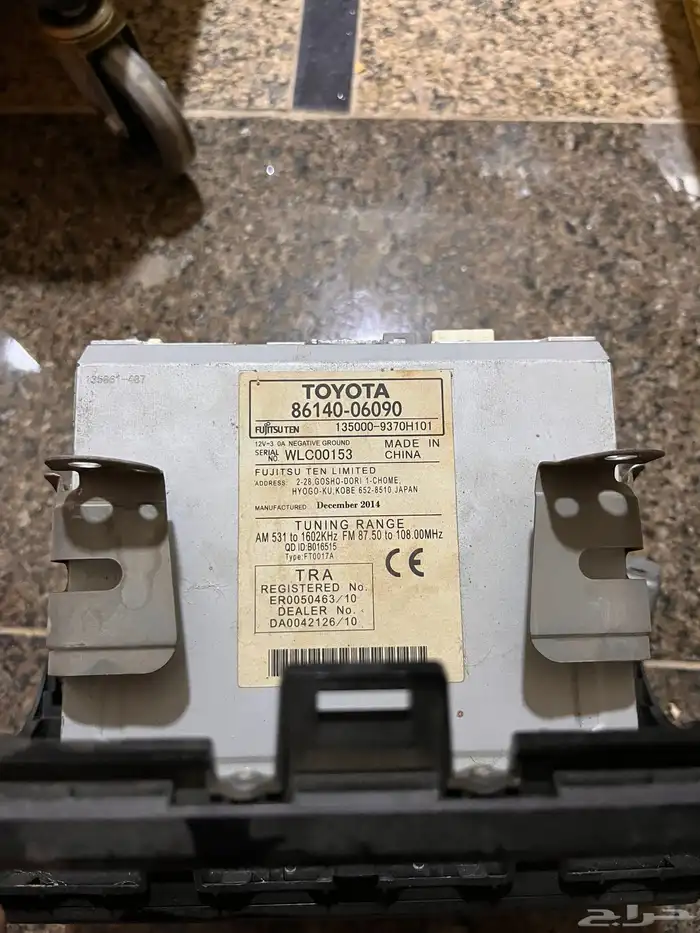 135001-407
TOYOTA
86140-06090
FUJITSU TEN 135000-9370H101
12V⎓3.0A NEGATIVE GROUND
SERIAL NO. WLC00153
MADE IN CHINA
FUJITSU TEN LIMITED
ADDRESS: 2-28,GOSHO-DORI 1-CHOME,
HYOGO-KU,KOBE 652-8510,JAPAN
MANUFACTURED December 2014
TUNING RANGE
AM 531 to 1602KHz FM 87.50 to 108.00MHz
QD ID:B016515
Type:FT0017A
CE
TRA
REGISTERED No.
ER0050463/10
DEALER No.
DA0042126/10
حراج